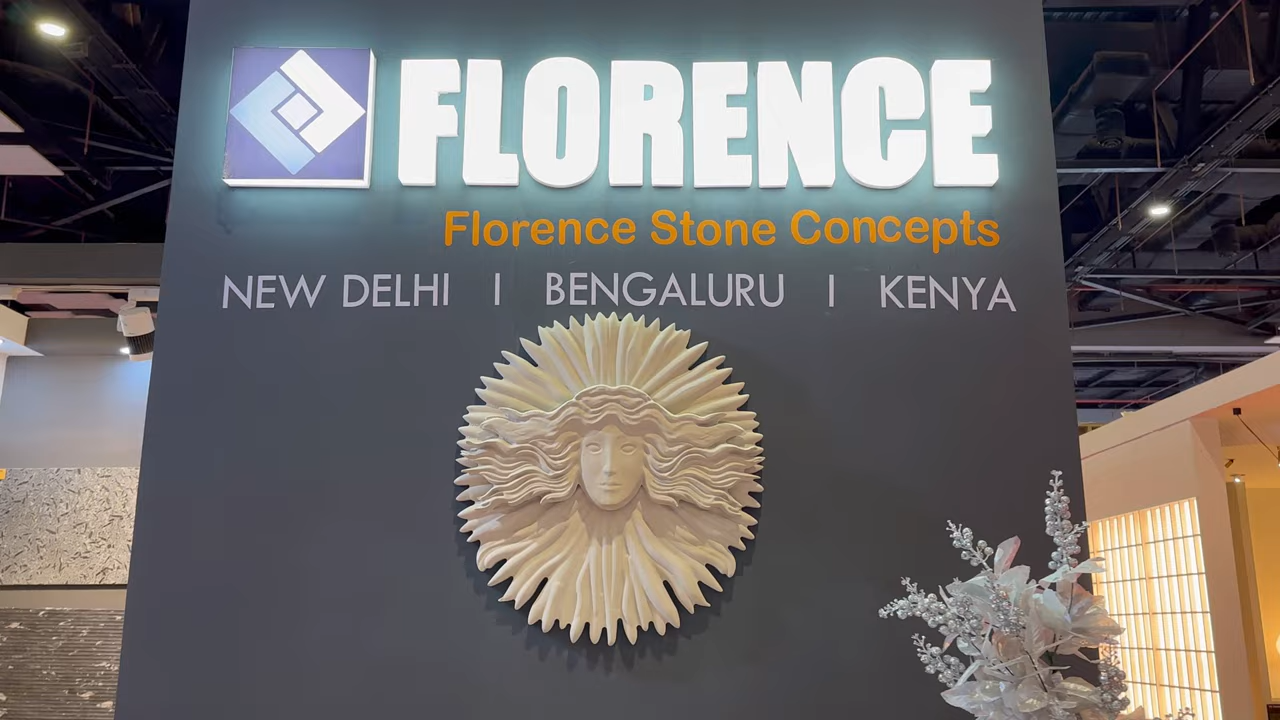 FLORENCE
Florence Stone Concepts
NEW DELHI | BENGALURU | KENYA